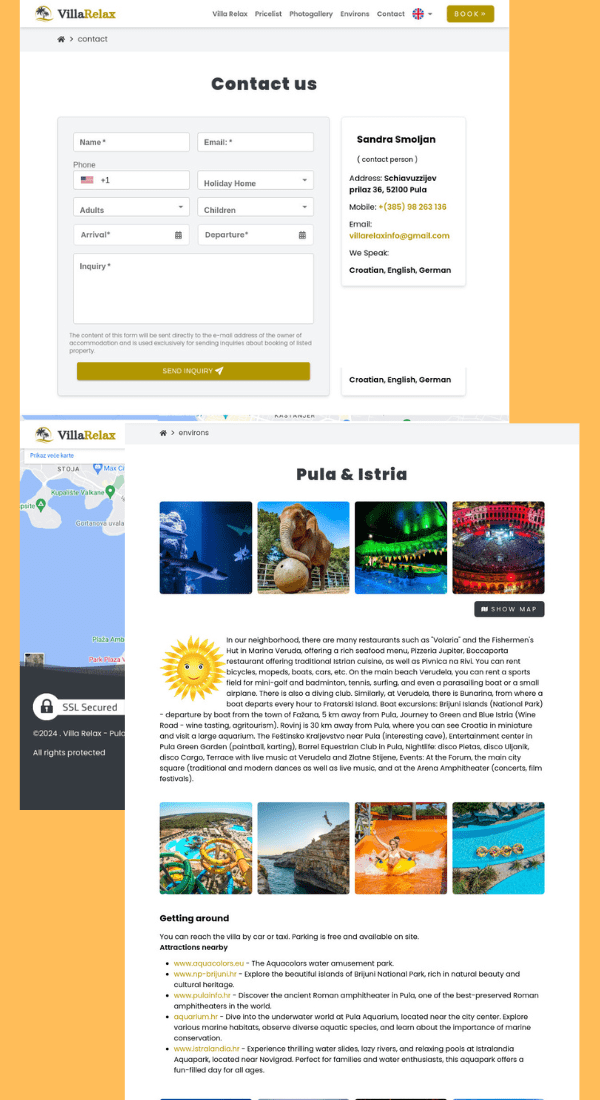 VillaRelax
Villa Relax Pricelist Photogallery Environs Contact
BOOK »
> contact
Contact us
Name *
Email: *
Phone
+1
Holiday Home
Adults
Children
Arrival*
Departure*
Inquiry *
The content of this form will be sent directly to the e-mail address of the owner of
accommodation and is used exclusively for sending inquiries about booking of listed
property.
SEND INQUIRY
Sandra Smoljan
( contact person )
Address: Schiavuzzijev
prilaz 36, 52100 Pula
Mobile: +(385) 98 263 136
Email:
villarelaxinfo@gmail.com
We Speak:
Croatian, English, German
Croatian, English, German
KAŠTANJER
VillaRelax
Prikaz veće karte
STOJA
Max Ci
Kupalište Valkane
psite
Gortanova uvala
Plaža Amb
Park Plaza V
SSL Secured
©2024 . Villa Relax - Pula
All rights protected
> environs
Pula & Istria
SHOW MAP
In our neighborhood, there are many restaurants such as "Volaria" and the Fishermen's
Hut in Marina Veruda, offering a rich seafood menu, Pizzeria Jupiter, Boccaporta
restaurant offering traditional Istrian cuisine, as well as Pivnica na Rivi. You can rent
bicycles, mopeds, boats, cars, etc. On the main beach Verudela, you can rent a sports
field for mini-golf and badminton, tennis, surfing, and even a parasailing boat or a small
airplane. There is also a diving club. Similarly, at Verudela, there is Bunarina, from where a
boat departs every hour to Fratarski Island. Boat excursions: Brijuni Islands (National Park)
- departure by boat from the town of Fažana, 5 km away from Pula, Journey to Green and Blue Istria (Wine
Road - wine tasting, agritourism). Rovinj is 30 km away from Pula, where you can see Croatia in miniature
and visit a large aquarium. The Feštinsko Kraljevstvo near Pula (interesting cave), Entertainment center in
Pula Green Garden (paintball, karting), Barrel Equestrian Club in Pula, Nightlife: disco Pietas, disco Uljanik,
disco Cargo, Terrace with live music at Verudela and Zlatne Stijene, Events: At the Forum, the main city
square (traditional and modern dances as well as live music, and at the Arena Amphitheater (concerts, film
festivals).
Getting around
You can reach the villa by car or taxi. Parking is free and available on site.
Attractions nearby
• www.aquacolors.eu - The Aquacolors water amusement park.
• www.np-brijuni.hr - Explore the beautiful islands of Brijuni National Park, rich in natural beauty and
cultural heritage.
• www.pulainfo.hr - Discover the ancient Roman amphitheater in Pula, one of the best-preserved Roman
amphitheaters in the world.
• aquarium.hr - Dive into the underwater world at Pula Aquarium, located near the city center. Explore
various marine habitats, observe diverse aquatic species, and learn about the importance of marine
conservation.
• www.istralandia.hr - Experience thrilling water slides, lazy rivers, and relaxing pools at Istralandia
Aquapark, located near Novigrad. Perfect for families and water enthusiasts, this aquapark offers a
fun-filled day for all ages.